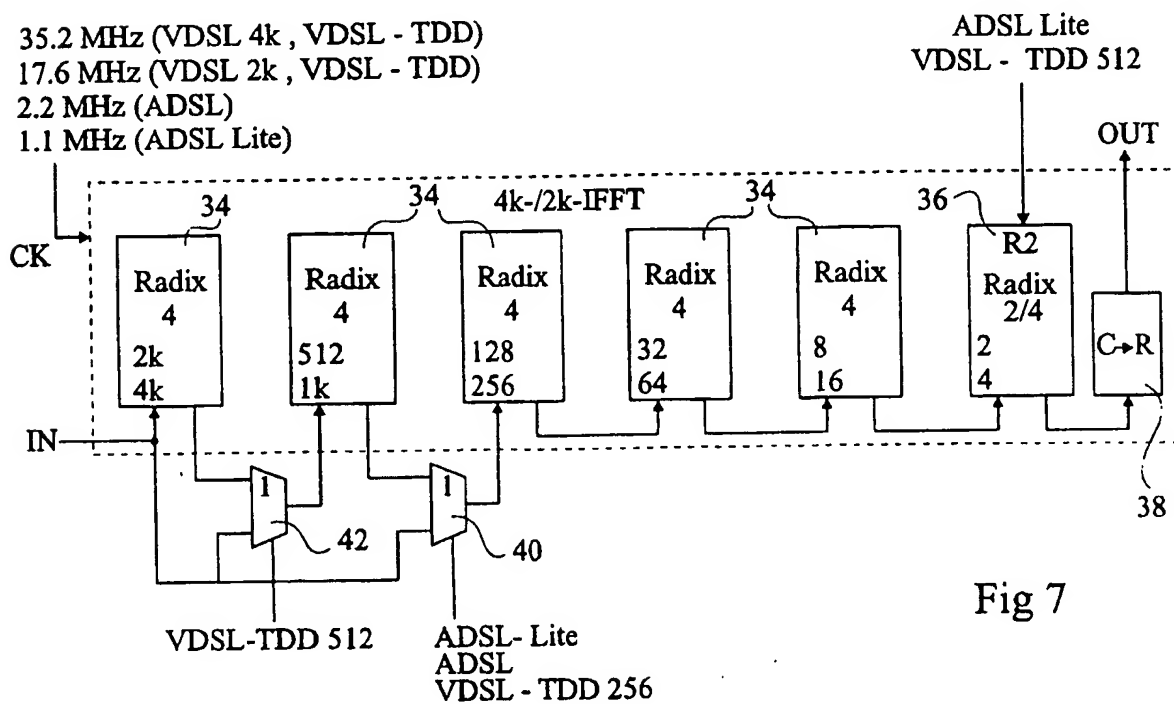 35.2 MHz (VDSL 4k , VDSL - TDD)
17.6 MHz (VDSL 2k , VDSL - TDD)
2.2 MHz (ADSL)
1.1 MHz (ADSL Lite)
ADSL Lite
VDSL - TDD 512
OUT
CK
4k-/2k-IFFT
34
34
34
36
Radix
4
2k
4k
Radix
4
512
1k
Radix
4
128
256
Radix
4
32
64
Radix
4
8
16
R2
Radix
2/4
2
4
C→R
IN
1
42
1
40
38
VDSL-TDD 512
ADSL- Lite
ADSL
VDSL - TDD 256
Fig 7